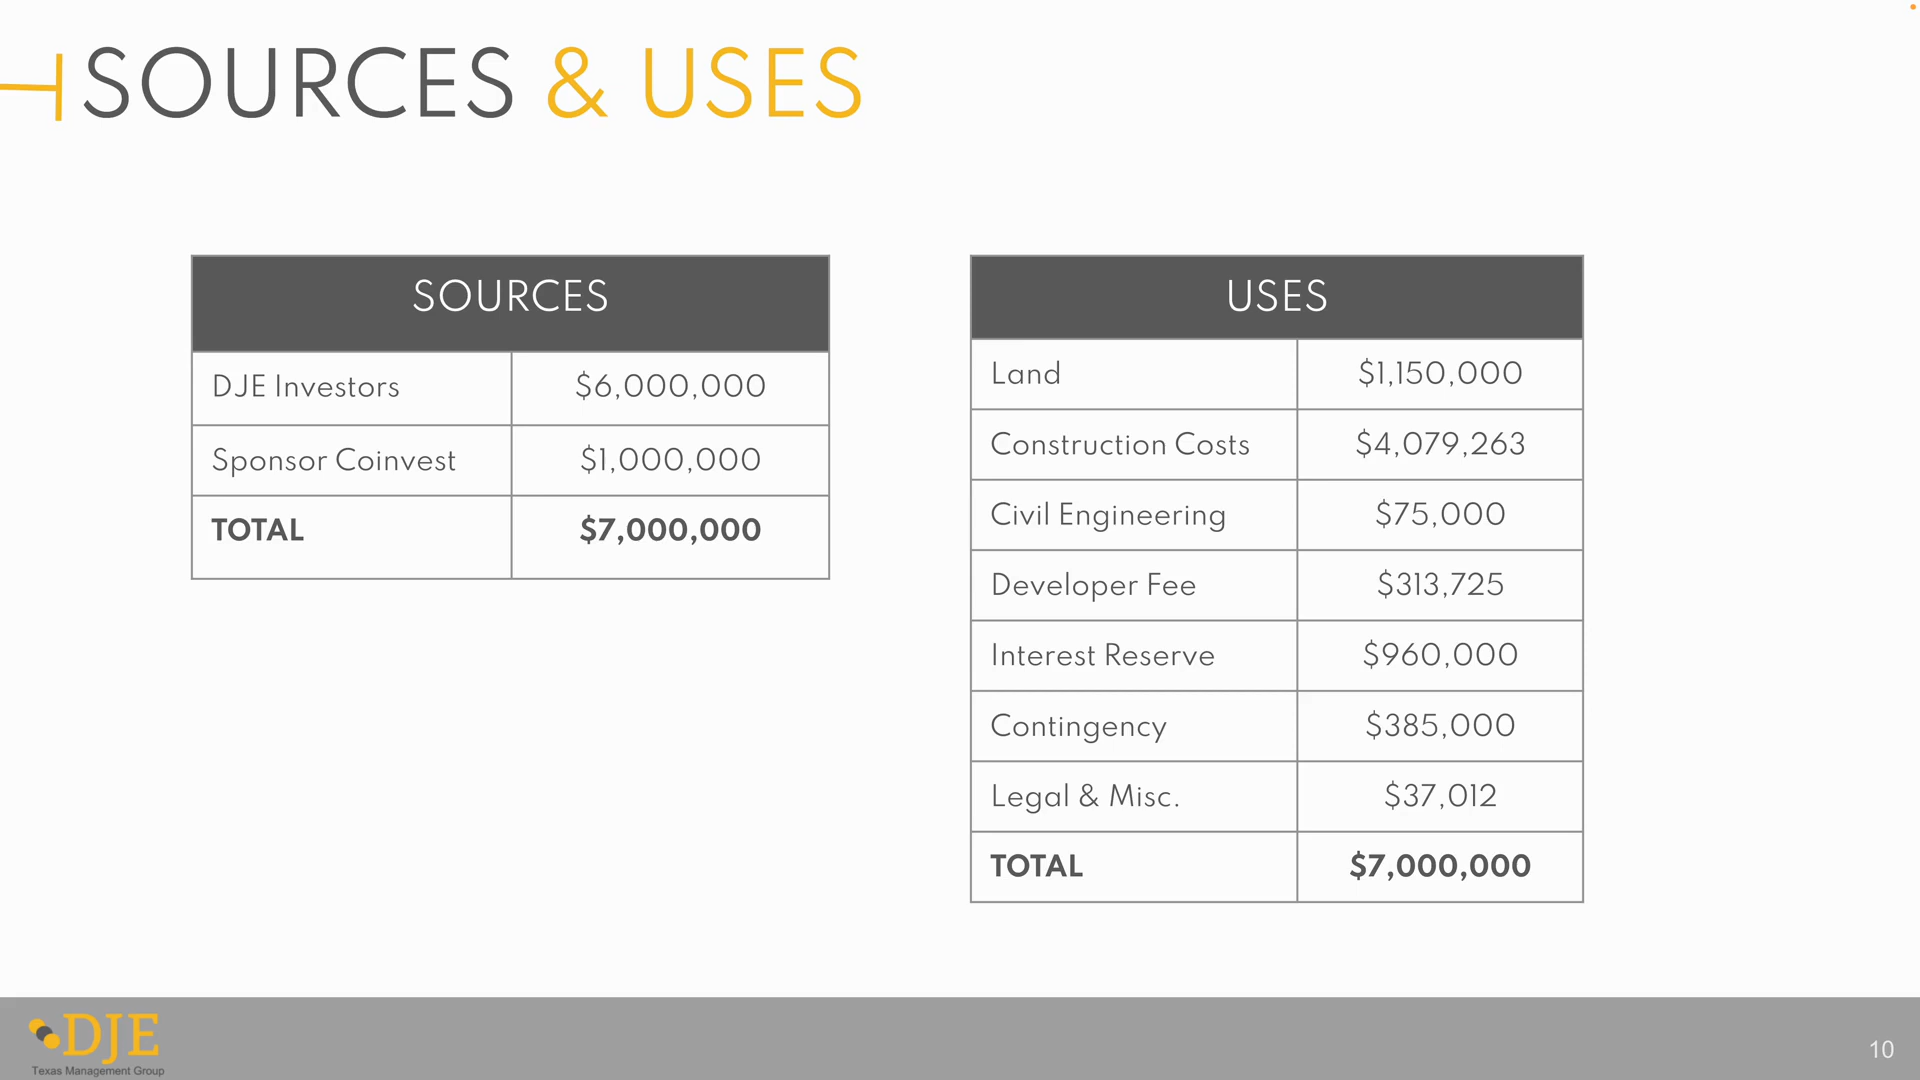 SOURCES & USES
SOURCES
DJE Investors $6,000,000
Sponsor Coinvest $1,000,000
TOTAL $7,000,000
USES
Land $1,150,000
Construction Costs $4,079,263
Civil Engineering $75,000
Developer Fee $313,725
Interest Reserve $960,000
Contingency $385,000
Legal & Misc. $37,012
TOTAL $7,000,000
DJE
Texas Management Group
10